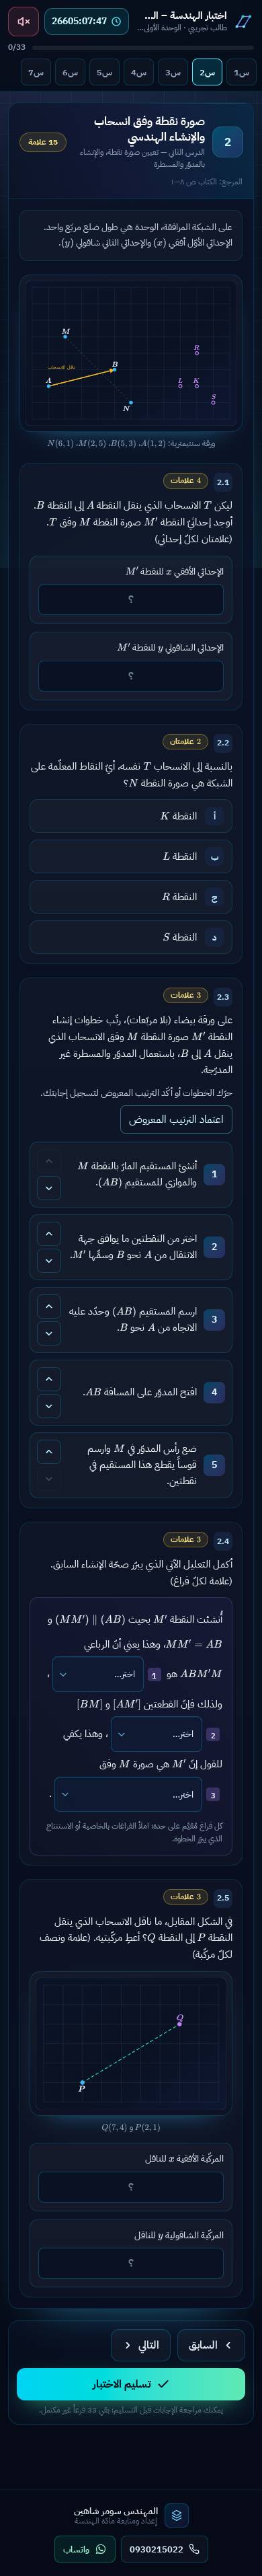 اختبار الهندسة – الـ...
طالب تجريبي · الوحدة الأولى...
26605:07:47
0/33
س1
س2
س3
س4
س5
س6
س7
2
صورة نقطة وفق انسحاب والإنشاء الهندسي
15 علامة
الدرس الثاني — تعيين صورة نقطة، والإنشاء بالمدوّر والمسطرة
المرجع: الكتاب ص ٨–١٠
على الشبكة المرافقة، الوحدة هي طول ضلع مربّع واحد.
الإحداثي الأوّل أفقي (x) والإحداثي الثاني شاقولي (y).
M
R
B
ناقل الانسحاب
A
L
K
N
S
ورقة سنتيمترية: A(1,2)، B(5,3)، M(2,5)، N(6,1)
2.1
4 علامات
ليكن T الانسحاب الذي ينقل النقطة A إلى النقطة B.
أوجد إحداثيَّ النقطة M′ صورة النقطة M وفق T.
(علامتان لكلّ إحداثي)
الإحداثي الأفقي x للنقطة M′
؟
الإحداثي الشاقولي y للنقطة M′
؟
2.2
2 علامتان
بالنسبة إلى الانسحاب T نفسه، أيّ النقاط المعلّمة على
الشبكة هي صورة النقطة N؟
أ
النقطة K
ب
النقطة L
ج
النقطة R
د
النقطة S
2.3
3 علامات
على ورقة بيضاء (بلا مربّعات)، رتّب خطوات إنشاء
النقطة M′ صورة النقطة M وفق الانسحاب الذي
ينقل A إلى B، باستعمال المدوّر والمسطرة غير
المدرّجة.
حرّك الخطوات أو أكّد الترتيب المعروض لتسجيل إجابتك.
اعتماد الترتيب المعروض
1
أنشئ المستقيم المارّ بالنقطة M
والموازي للمستقيم (AB).
2
اختر من النقطتين ما يوافق جهة
الانتقال من A نحو B وسمِّها M′.
3
ارسم المستقيم (AB) وحدّد عليه
الاتجاه من A نحو B.
4
افتح المدوّر على المسافة AB.
5
ضع رأس المدوّر في M وارسم
قوساً يقطع هذا المستقيم في
نقطتين.
2.4
3 علامات
أكمل التعليل الآتي الذي يبرّر صحّة الإنشاء السابق.
(علامة لكلّ فراغ)
أُنشئت النقطة M′ بحيث (AB) ∥ (MM′) و
MM′ = AB، وهذا يعني أنّ الرباعي
ABM′M هو 1 اختر... ،
ولذلك فإنّ القطعتين [AM′] و [BM]
2 اختر... ، وهذا يكفي
للقول إنّ M′ هي صورة M وفق
3 اختر... .
كل فراغ مُقيَّم على حدة؛ املأ الفراغات بالخاصية أو الاستنتاج
الذي يبرّر الخطوة.
2.5
3 علامات
في الشكل المقابل، ما ناقل الانسحاب الذي ينقل
النقطة P إلى النقطة Q؟ أعطِ مركّبتيه. (علامة ونصف
لكلّ مركّبة)
Q
P
P(2,1) و Q(7,4)
المركّبة الأفقية x للناقل
؟
المركّبة الشاقولية y للناقل
؟
السابق
التالي
تسليم الاختبار
يمكنك مراجعة الإجابات قبل التسليم؛ بقي 33 فرعاً غير مكتمل.
المهندس سومر شاهين
إعداد ومتابعة مادّة الهندسة
0930215022
واتساب